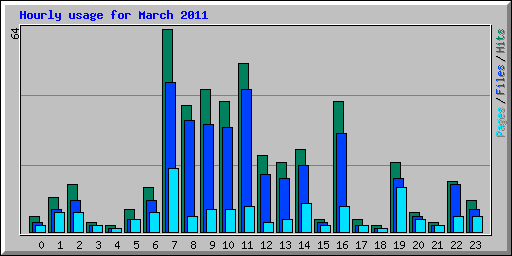 Hourly usage for March 2011
64
Pages/Files/Hits
0 1 2 3 4 5 6 7 8 9 10 11 12 13 14 15 16 17 18 19 20 21 22 23